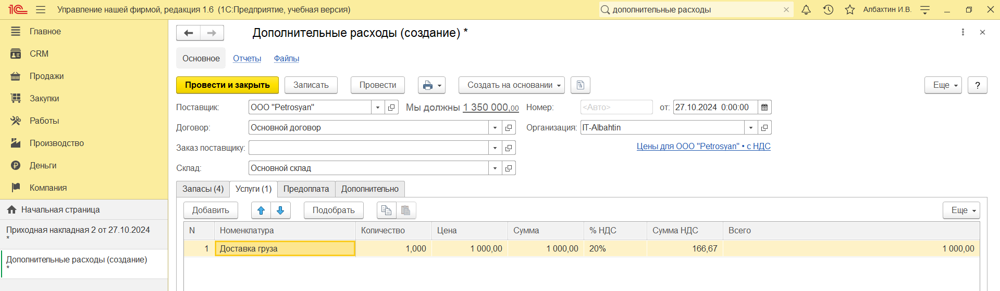 1С Управление нашей фирмой, редакция 1.6 (1С:Предприятие, учебная версия) дополнительные расходы × Албахтин И.В.
Главное
CRM
Продажи
Закупки
Работы
Производство
Деньги
Компания
Начальная страница
Приходная накладная 2 от 27.10.2024
*
Дополнительные расходы (создание)
*
Дополнительные расходы (создание) *
Основное Отчеты Файлы
Провести и закрыть Записать Провести Создать на основании Еще ?
Поставщик: ООО "Petrosyan" Мы должны 1 350 000,00 Номер: <Авто> от: 27.10.2024 0:00:00
Договор: Основной договор Организация: IT-Albahtin
Заказ поставщику: Цены для ООО "Petrosyan" • с НДС
Склад: Основной склад
Запасы (4) Услуги (1) Предоплата Дополнительно
Добавить Подобрать Еще
N Номенклатура Количество Цена Сумма % НДС Сумма НДС Всего
1 Доставка груза 1,000 1 000,00 1 000,00 20% 166,67 1 000,00